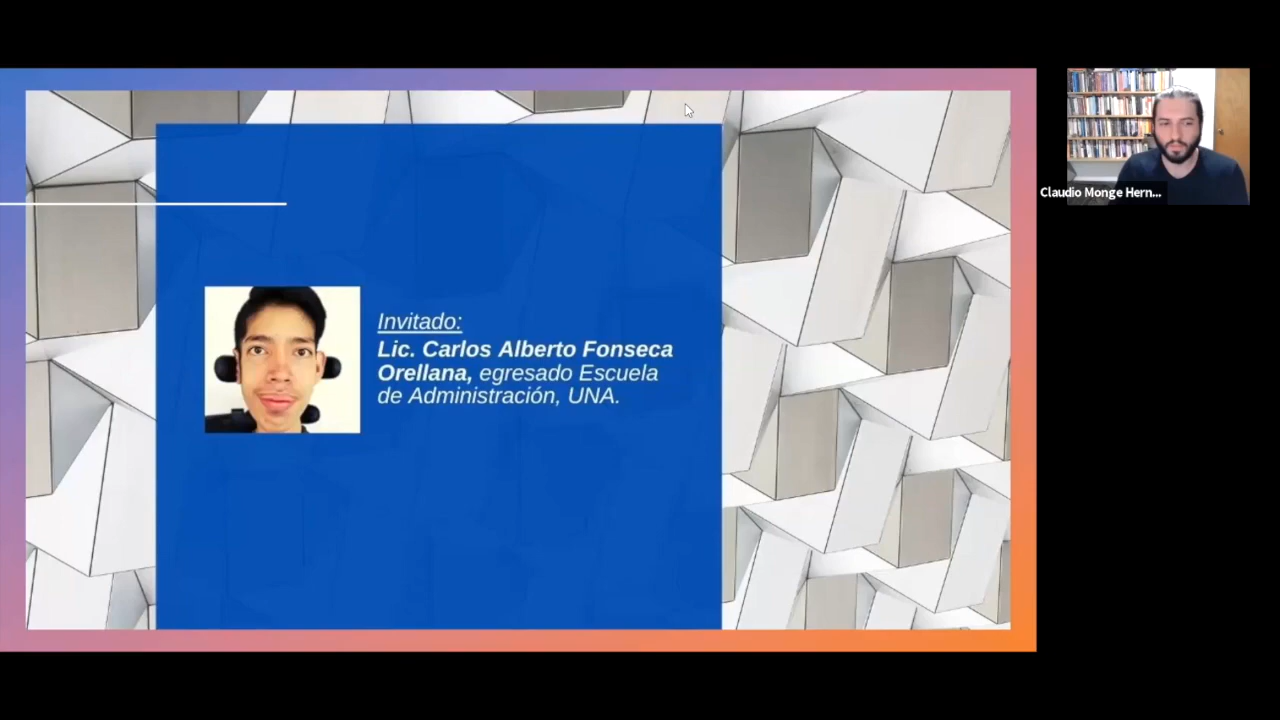 Invitado:
Lic. Carlos Alberto Fonseca
Orellana, egresado Escuela
de Administración, UNA.
Claudio Monge Hern...